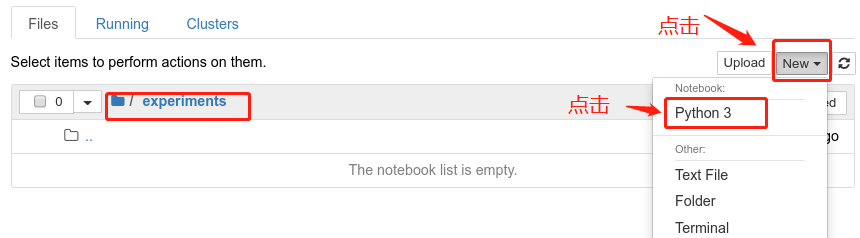 Files Running Clusters
点击
Select items to perform actions on them.
Upload New
0 / experiments
Notebook:
点击
Python 3
ed
..
go
Other:
The notebook list is empty.
Text File
Folder
Terminal